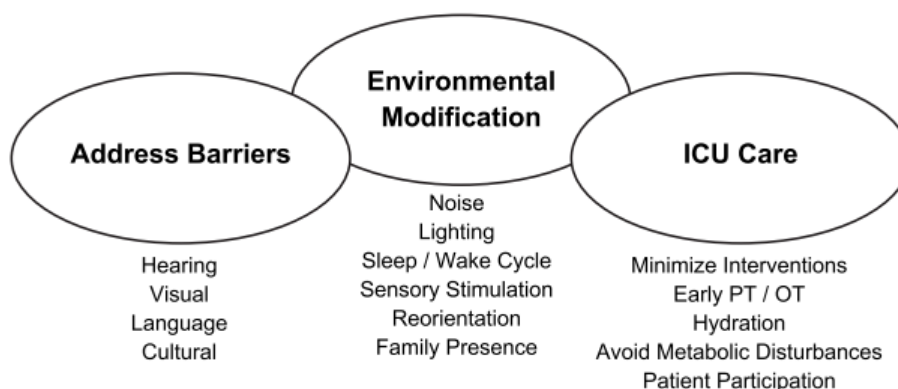 Environmental
Modification
Address Barriers
ICU Care
Noise
Lighting
Sleep / Wake Cycle
Sensory Stimulation
Reorientation
Family Presence
Hearing
Visual
Language
Cultural
Minimize Interventions
Early PT / OT
Hydration
Avoid Metabolic Disturbances
Patient Participation